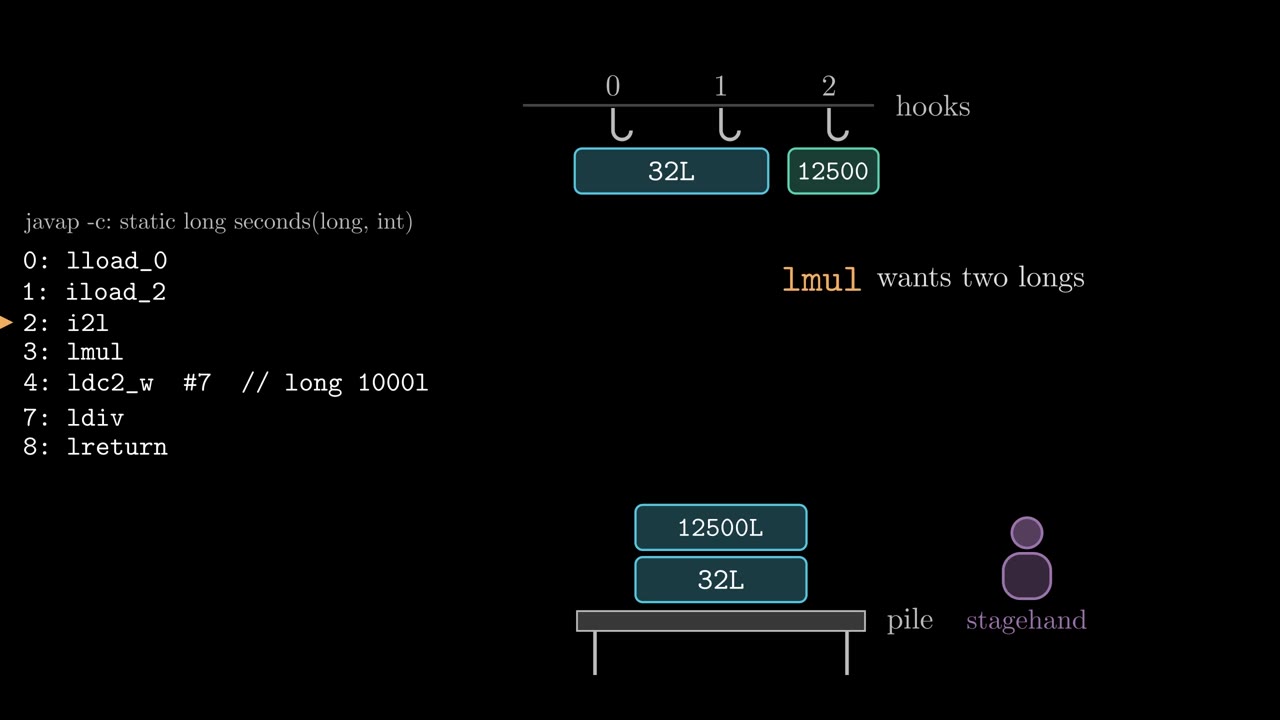 0 1 2
hooks
32L 12500
javap -c: static long seconds(long, int)
0: lload_0
1: iload_2
2: i2l
3: lmul
4: ldc2_w #7 // long 1000l
7: ldiv
8: lreturn
lmul wants two longs
12500L
32L
pile
stagehand